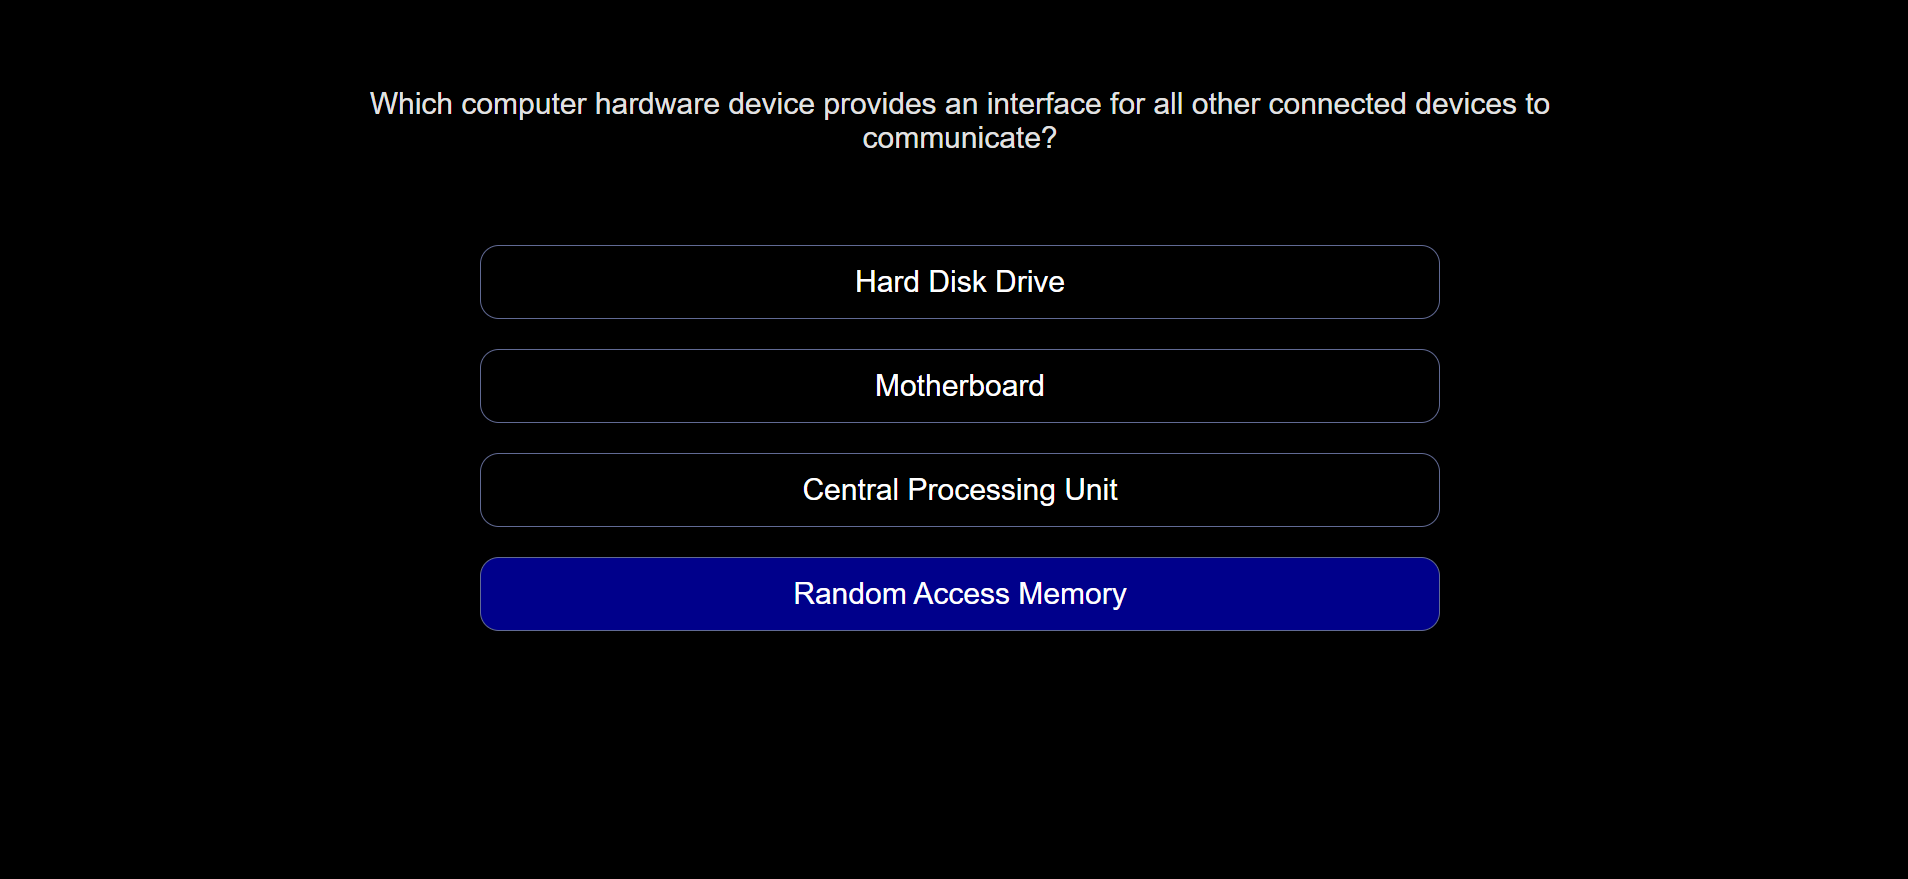 Which computer hardware device provides an interface for all other connected devices to
communicate?
Hard Disk Drive
Motherboard
Central Processing Unit
Random Access Memory